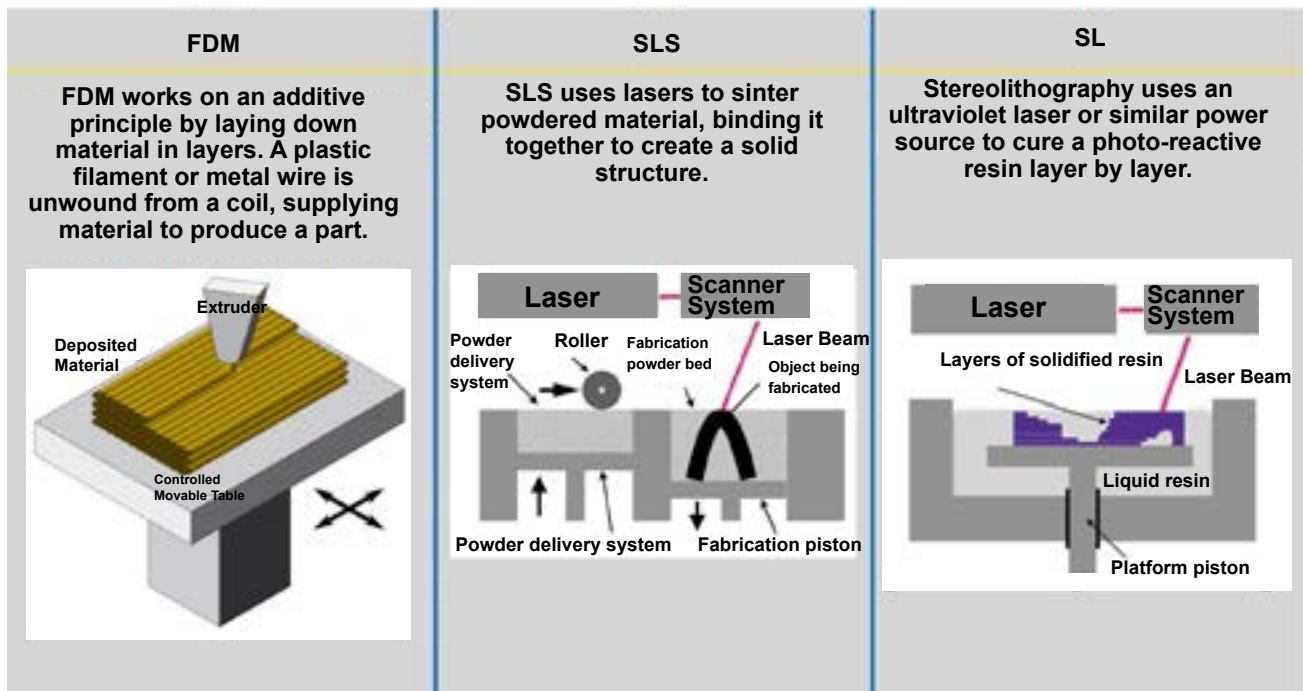 FDM
FDM works on an additive
principle by laying down
material in layers. A plastic
filament or metal wire is
unwound from a coil, supplying
material to produce a part.
Extruder
Deposited
Material
Controlled
Movable Table
SLS
SLS uses lasers to sinter
powdered material, binding it
together to create a solid
structure.
Laser
Scanner
System
Laser Beam
Powder
delivery
system
Roller
Fabrication
powder bed
Object being
fabricated
Powder delivery system
Fabrication piston
SL
Stereolithography uses an
ultraviolet laser or similar power
source to cure a photo-reactive
resin layer by layer.
Laser
Scanner
System
Layers of solidified resin
Laser Beam
Liquid resin
Platform piston